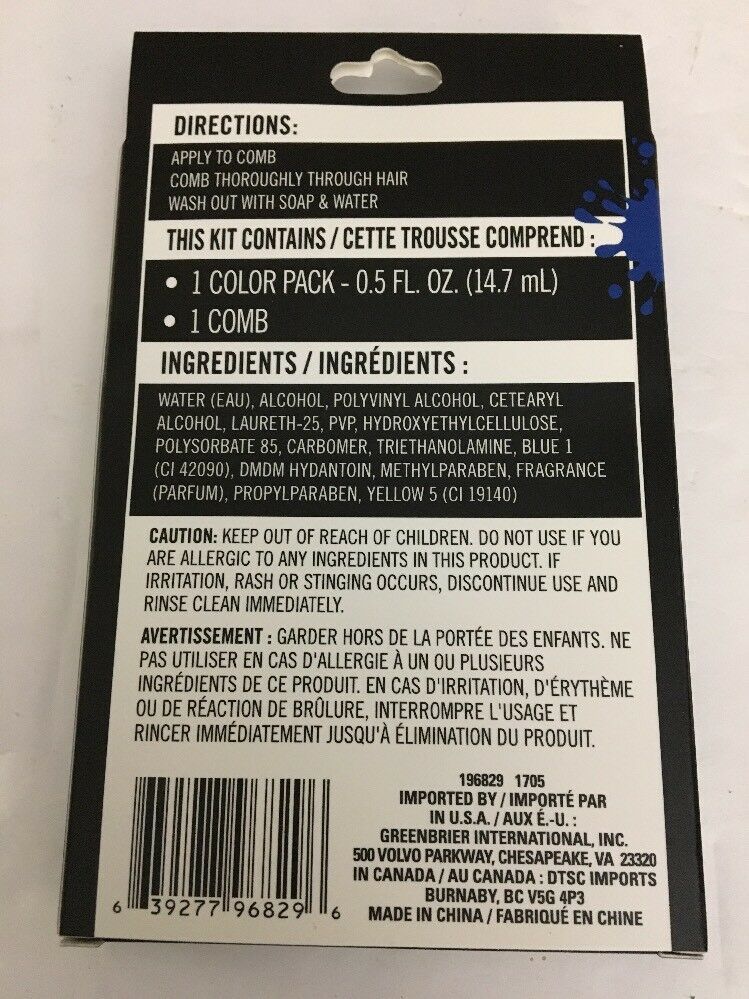 DIRECTIONS:
APPLY TO COMB
COMB THOROUGHLY THROUGH HAIR
WASH OUT WITH SOAP & WATER
THIS KIT CONTAINS / CETTE TROUSSE COMPREND :
• 1 COLOR PACK - 0.5 FL. OZ. (14.7 mL)
• 1 COMB
INGREDIENTS / INGRÉDIENTS :
WATER (EAU), ALCOHOL, POLYVINYL ALCOHOL, CETEARYL
ALCOHOL, LAURETH-25, PVP, HYDROXYETHYLCELLULOSE,
POLYSORBATE 85, CARBOMER, TRIETHANOLAMINE, BLUE 1
(CI 42090), DMDM HYDANTOIN, METHYLPARABEN, FRAGRANCE
(PARFUM), PROPYLPARABEN, YELLOW 5 (CI 19140)
CAUTION: KEEP OUT OF REACH OF CHILDREN. DO NOT USE IF YOU
ARE ALLERGIC TO ANY INGREDIENTS IN THIS PRODUCT. IF
IRRITATION, RASH OR STINGING OCCURS, DISCONTINUE USE AND
RINSE CLEAN IMMEDIATELY.
AVERTISSEMENT : GARDER HORS DE LA PORTÉE DES ENFANTS. NE
PAS UTILISER EN CAS D'ALLERGIE À UN OU PLUSIEURS
INGRÉDIENTS DE CE PRODUIT. EN CAS D'IRRITATION, D'ÉRYTHÈME
OU DE RÉACTION DE BRÛLURE, INTERROMPRE L'USAGE ET
RINCER IMMÉDIATEMENT JUSQU'À ÉLIMINATION DU PRODUIT.
196829 1705
IMPORTED BY / IMPORTÉ PAR
IN U.S.A. / AUX É.-U. :
GREENBRIER INTERNATIONAL, INC.
500 VOLVO PARKWAY, CHESAPEAKE, VA 23320
IN CANADA / AU CANADA : DTSC IMPORTS
BURNABY, BC V5G 4P3
MADE IN CHINA / FABRIQUÉ EN CHINE
6 39277 96829 6